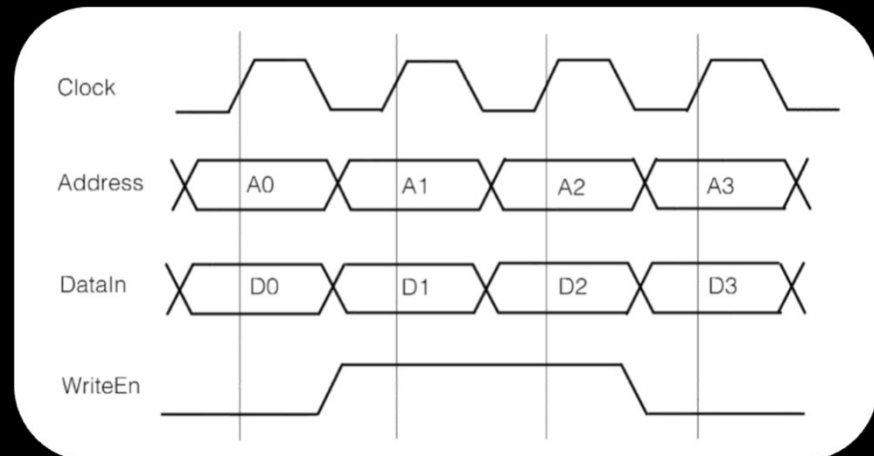 Clock
Address A0 A1 A2 A3
DataIn D0 D1 D2 D3
WriteEn